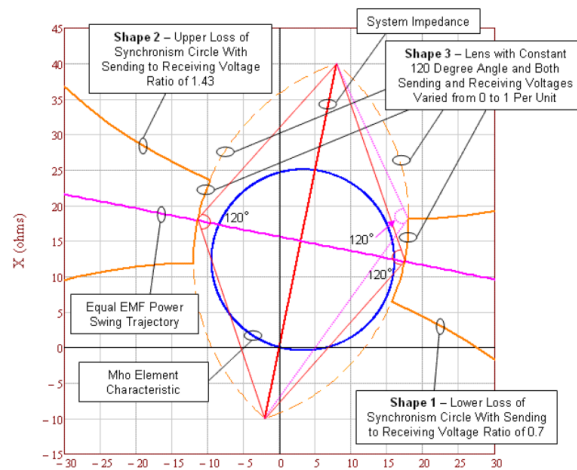 System Impedance
Shape 2 – Upper Loss of
Synchronism Circle With
Sending to Receiving Voltage
Ratio of 1.43
Shape 3 – Lens with Constant
120 Degree Angle and Both
Sending and Receiving Voltages
Varied from 0 to 1 Per Unit
45
40
35
30
25
20
15
10
5
0
-5
-10
-15
X (ohms)
120°
120°
120°
Equal EMF Power
Swing Trajectory
Mho Element
Characteristic
Shape 1 – Lower Loss of
Synchronism Circle With Sending
to Receiving Voltage Ratio of 0.7
-30 -25 -20 -15 -10 -5 0 5 10 15 20 25 30